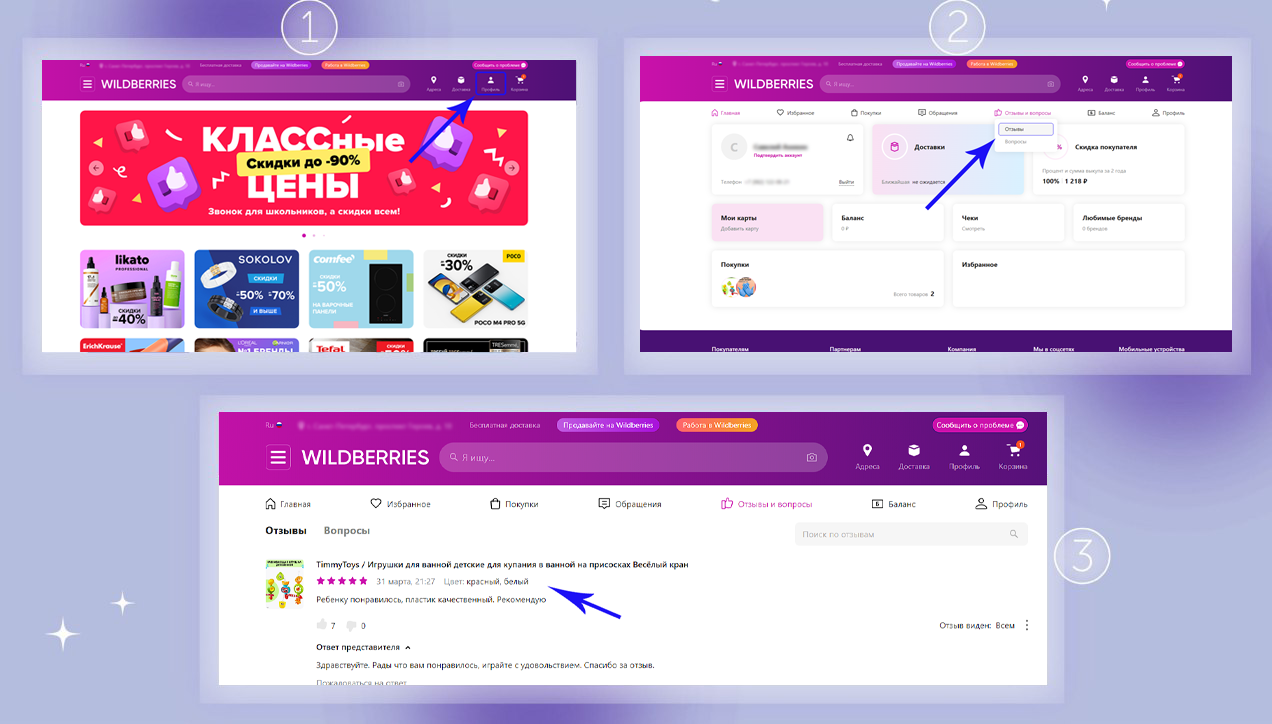 1
Ru
Бесплатная доставка
Продавайте на Wildberries
Работа в Wildberries
Сообщить о проблеме
WILDBERRIES
Я ищу...
Адреса
Доставка
Профиль
Корзина
КЛАССные
Скидки до -90%
ЦЕНЫ
Звонок для школьников, а скидки всем!
likato
PROFESSIONAL
СКИДКИ
ДО -40%
SOKOLOV
СКИДКИ
-50% -70%
И ВЫШЕ
Comfee'
СКИДКИ
ДО -50%
НА ВАРОЧНЫЕ
ПАНЕЛИ
СКИДКИ
ДО -30%
POCO
POCO M4 PRO 5G
ErichKrause
L'ORÉAL GARNIER
№1 БРЕНДЫ
Tefal
TRESemmé
2
Ru
Бесплатная доставка
Продавайте на Wildberries
Работа в Wildberries
Сообщить о проблеме
WILDBERRIES
Я ищу...
Адреса
Доставка
Профиль
Корзина
Главная
Избранное
Покупки
Обращения
Отзывы и вопросы
Баланс
Профиль
Отзывы
Вопросы
С
Подтвердить аккаунт
Телефон
Выйти
Доставки
Ближайшая не ожидается
%
Скидка покупателя
Процент и сумма выкупа за 2 года
100% 1 218 ₽
Мои карты
Добавить карту
Баланс
0 ₽
Чеки
Смотреть
Любимые бренды
0 брендов
Покупки
Всего товаров 2
Избранное
Покупателям
Партнерам
Компания
Мы в соцсетях
Мобильные устройства
3
Ru
Бесплатная доставка
Продавайте на Wildberries
Работа в Wildberries
Сообщить о проблеме
WILDBERRIES
Я ищу...
Адреса
Доставка
Профиль
1
Корзина
Главная
Избранное
Покупки
Обращения
Отзывы и вопросы
Б
Баланс
Профиль
Отзывы
Вопросы
Поиск по отзывам
TimmyToys / Игрушки для ванной детские для купания в ванной на присосках Весёлый кран
31 марта, 21:27 Цвет: красный, белый
Ребенку понравилось, пластик качественный. Рекомендую
7
0
Отзыв виден: Всем
Ответ представителя
Здравствуйте. Рады что вам понравилось, играйте с удовольствием. Спасибо за отзыв.
Пожаловаться на ответ